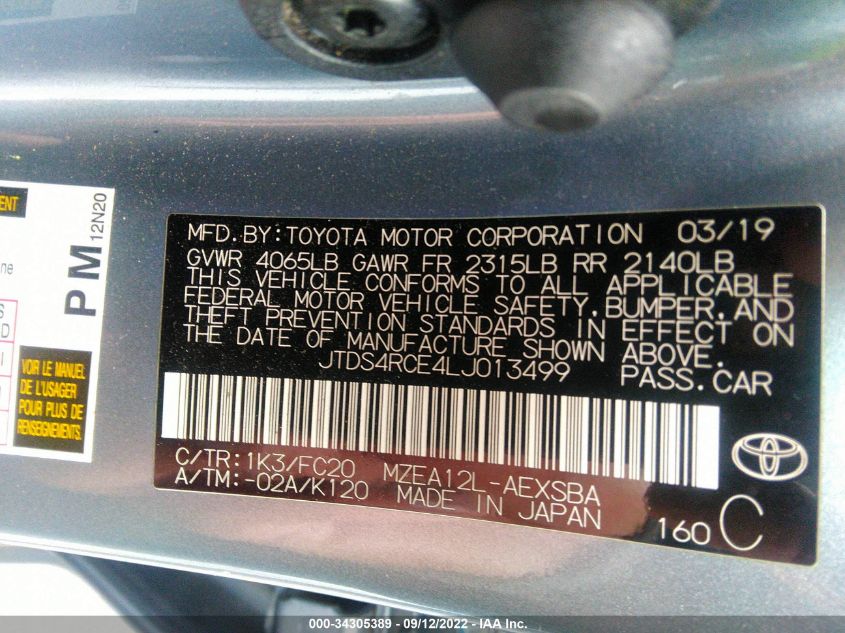 MFD.BY:TOYOTA MOTOR CORPORATION 03/19
GVWR 4065LB GAWR FR 2315LB RR 2140LB
THIS VEHICLE CONFORMS TO ALL APPLICABLE
FEDERAL MOTOR VEHICLE SAFETY,BUMPER,AND
THEFT PREVENTION STANDARDS IN EFFECT ON
THE DATE OF MANUFACTURE SHOWN ABOVE.
JTDS4RCE4LJ013499 PASS.CAR
C/TR:1K3/FC20 MZEA12L-AEXSBA
A/TM:-02A/K120 MADE IN JAPAN
160 C
PM
12N20
VOIR LE MANUEL
DE L'USAGER
POUR PLUS DE
RENSEIGNEMENTS.
000-34305389 - 09/12/2022 - IAAI Inc.